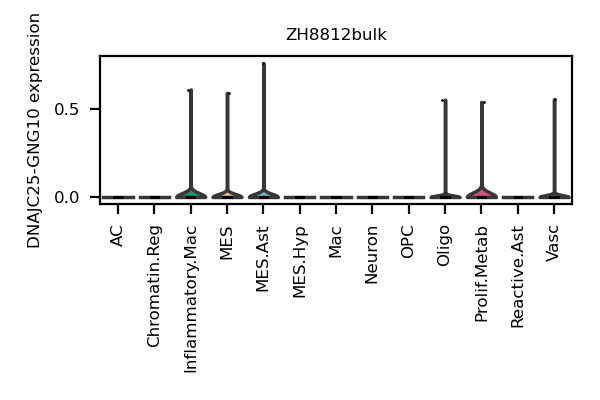 ZH8812bulk
DNAJC25-GNG10 expression
0.5
0.0
AC
Chromatin.Reg
Inflammatory.Mac
MES
MES.Ast
MES.Hyp
Mac
Neuron
OPC
Oligo
Prolif.Metab
Reactive.Ast
Vasc